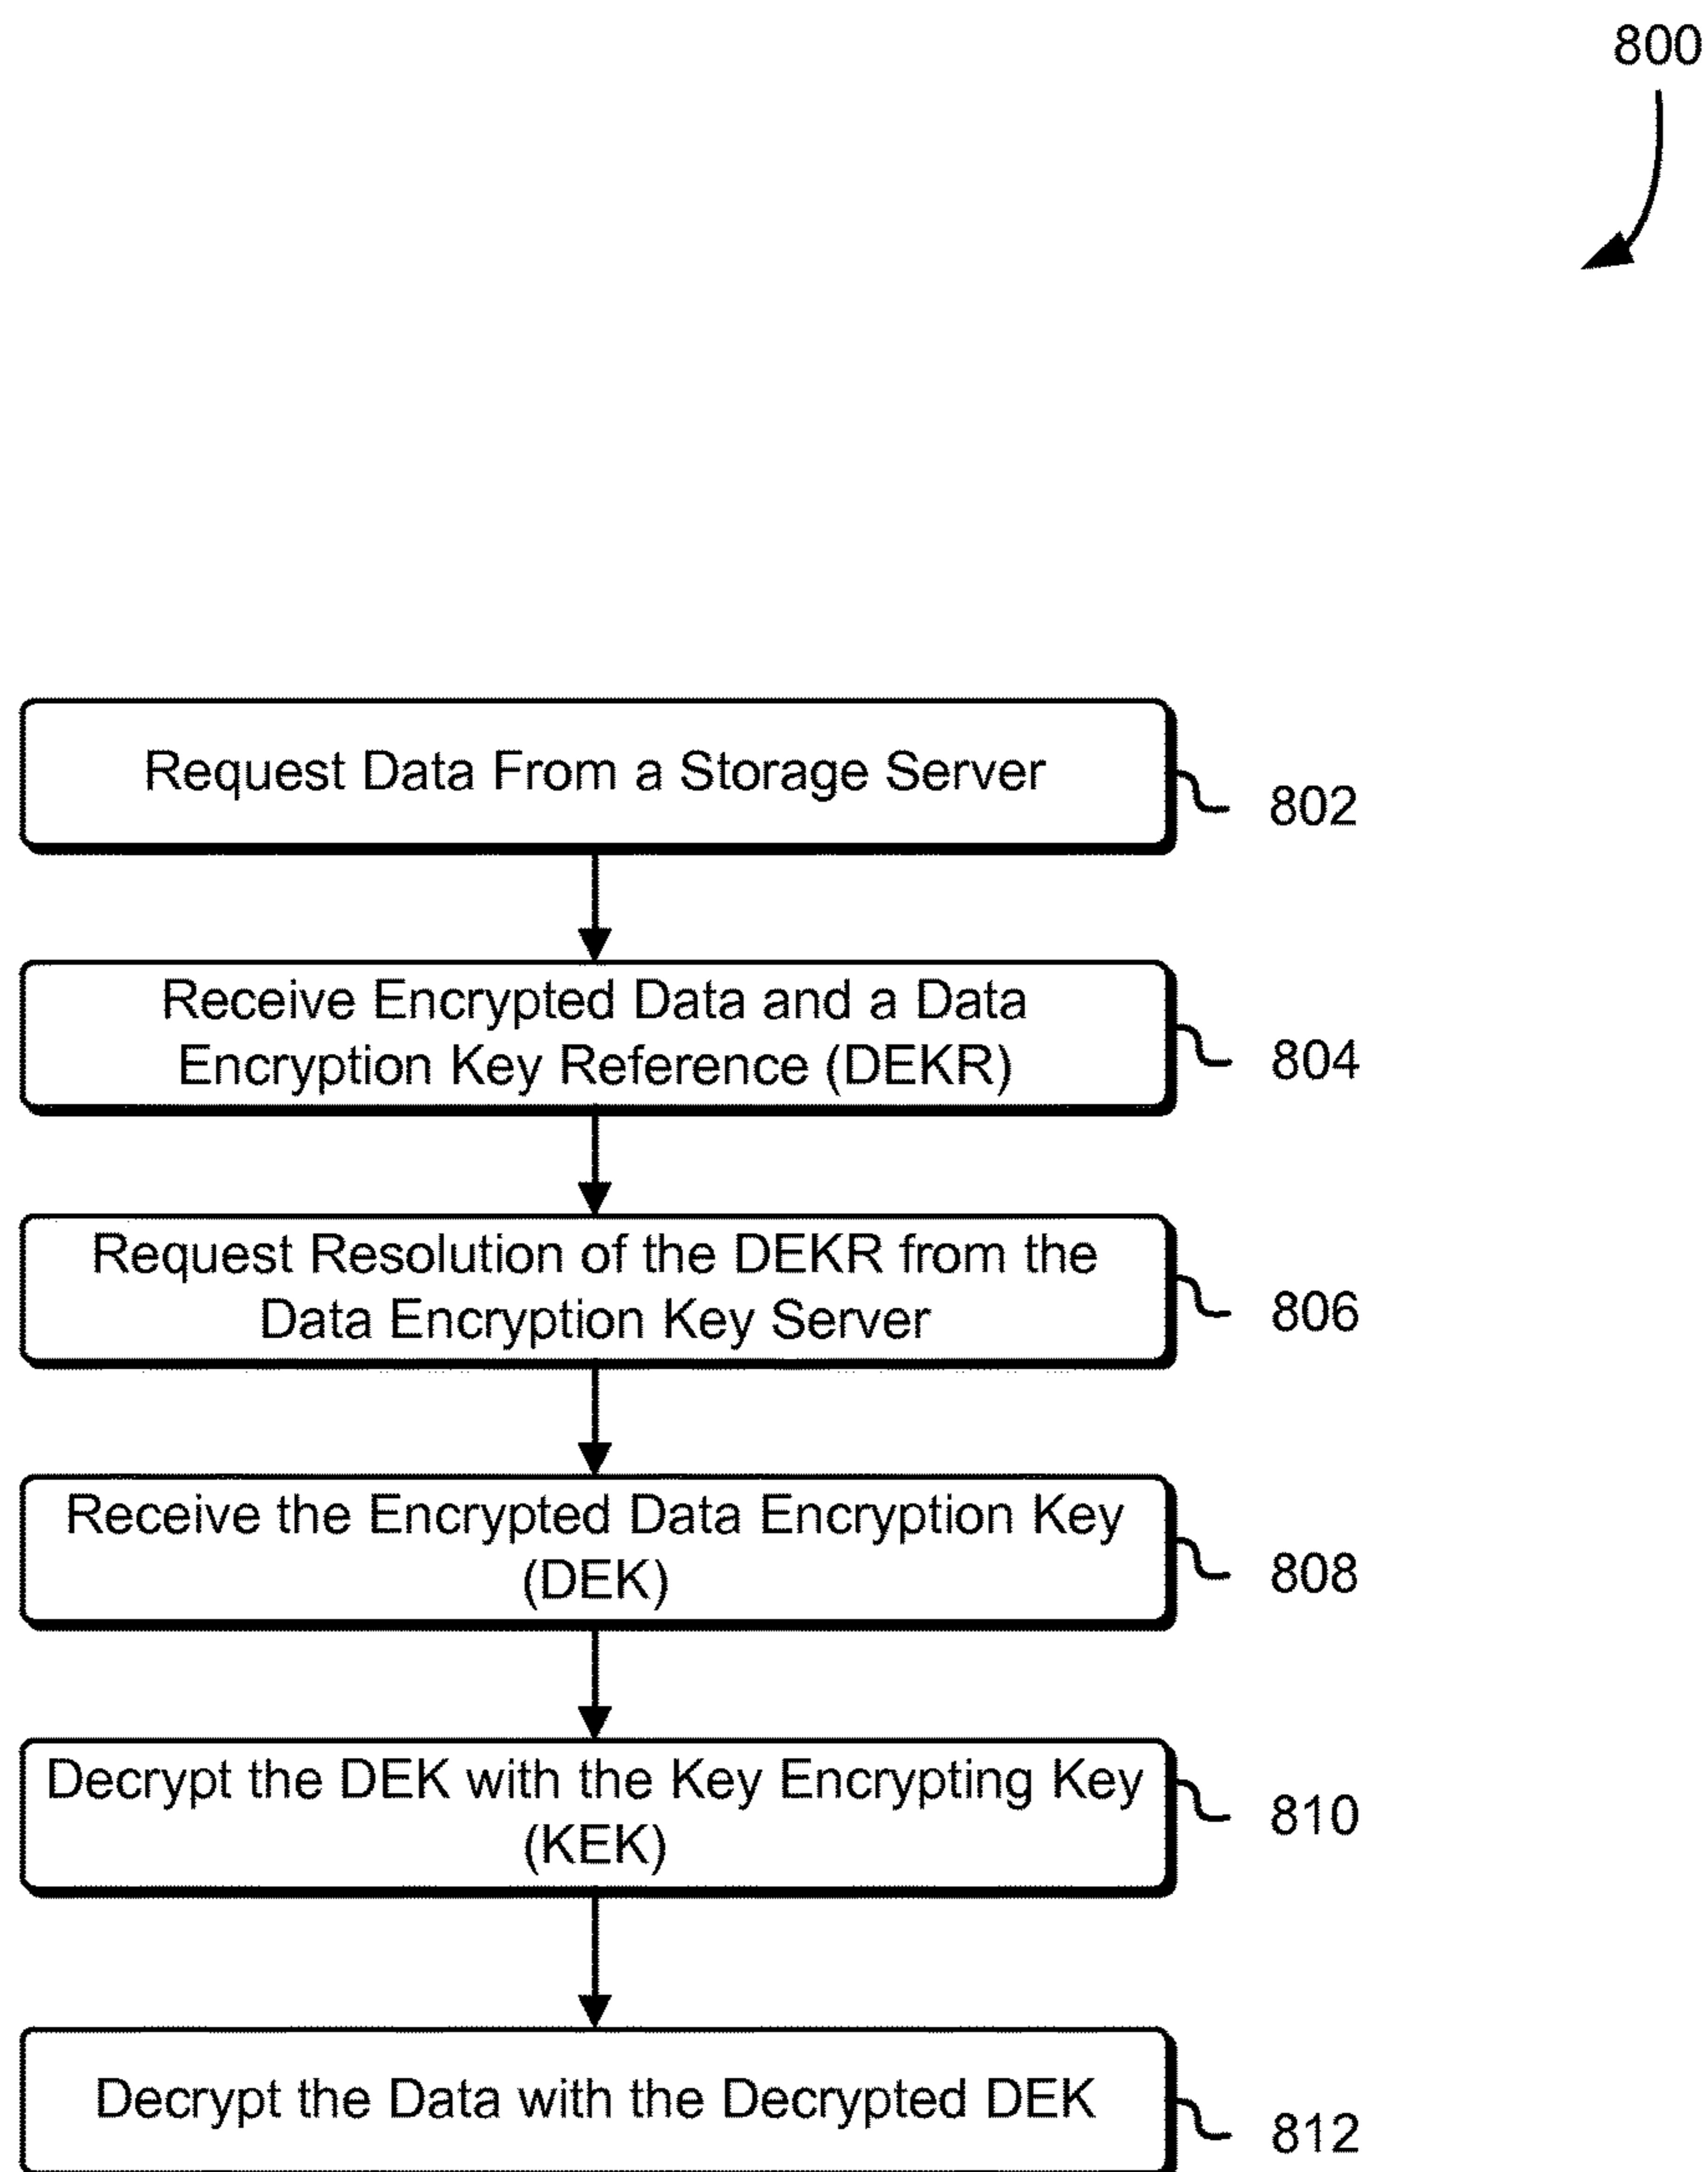 800
Request Data From a Storage Server
802
Receive Encrypted Data and a Data
Encryption Key Reference (DEKR)
804
Request Resolution of the DEKR from the
Data Encryption Key Server
806
Receive the Encrypted Data Encryption Key
(DEK)
808
Decrypt the DEK with the Key Encrypting Key
(KEK)
810
Decrypt the Data with the Decrypted DEK
812